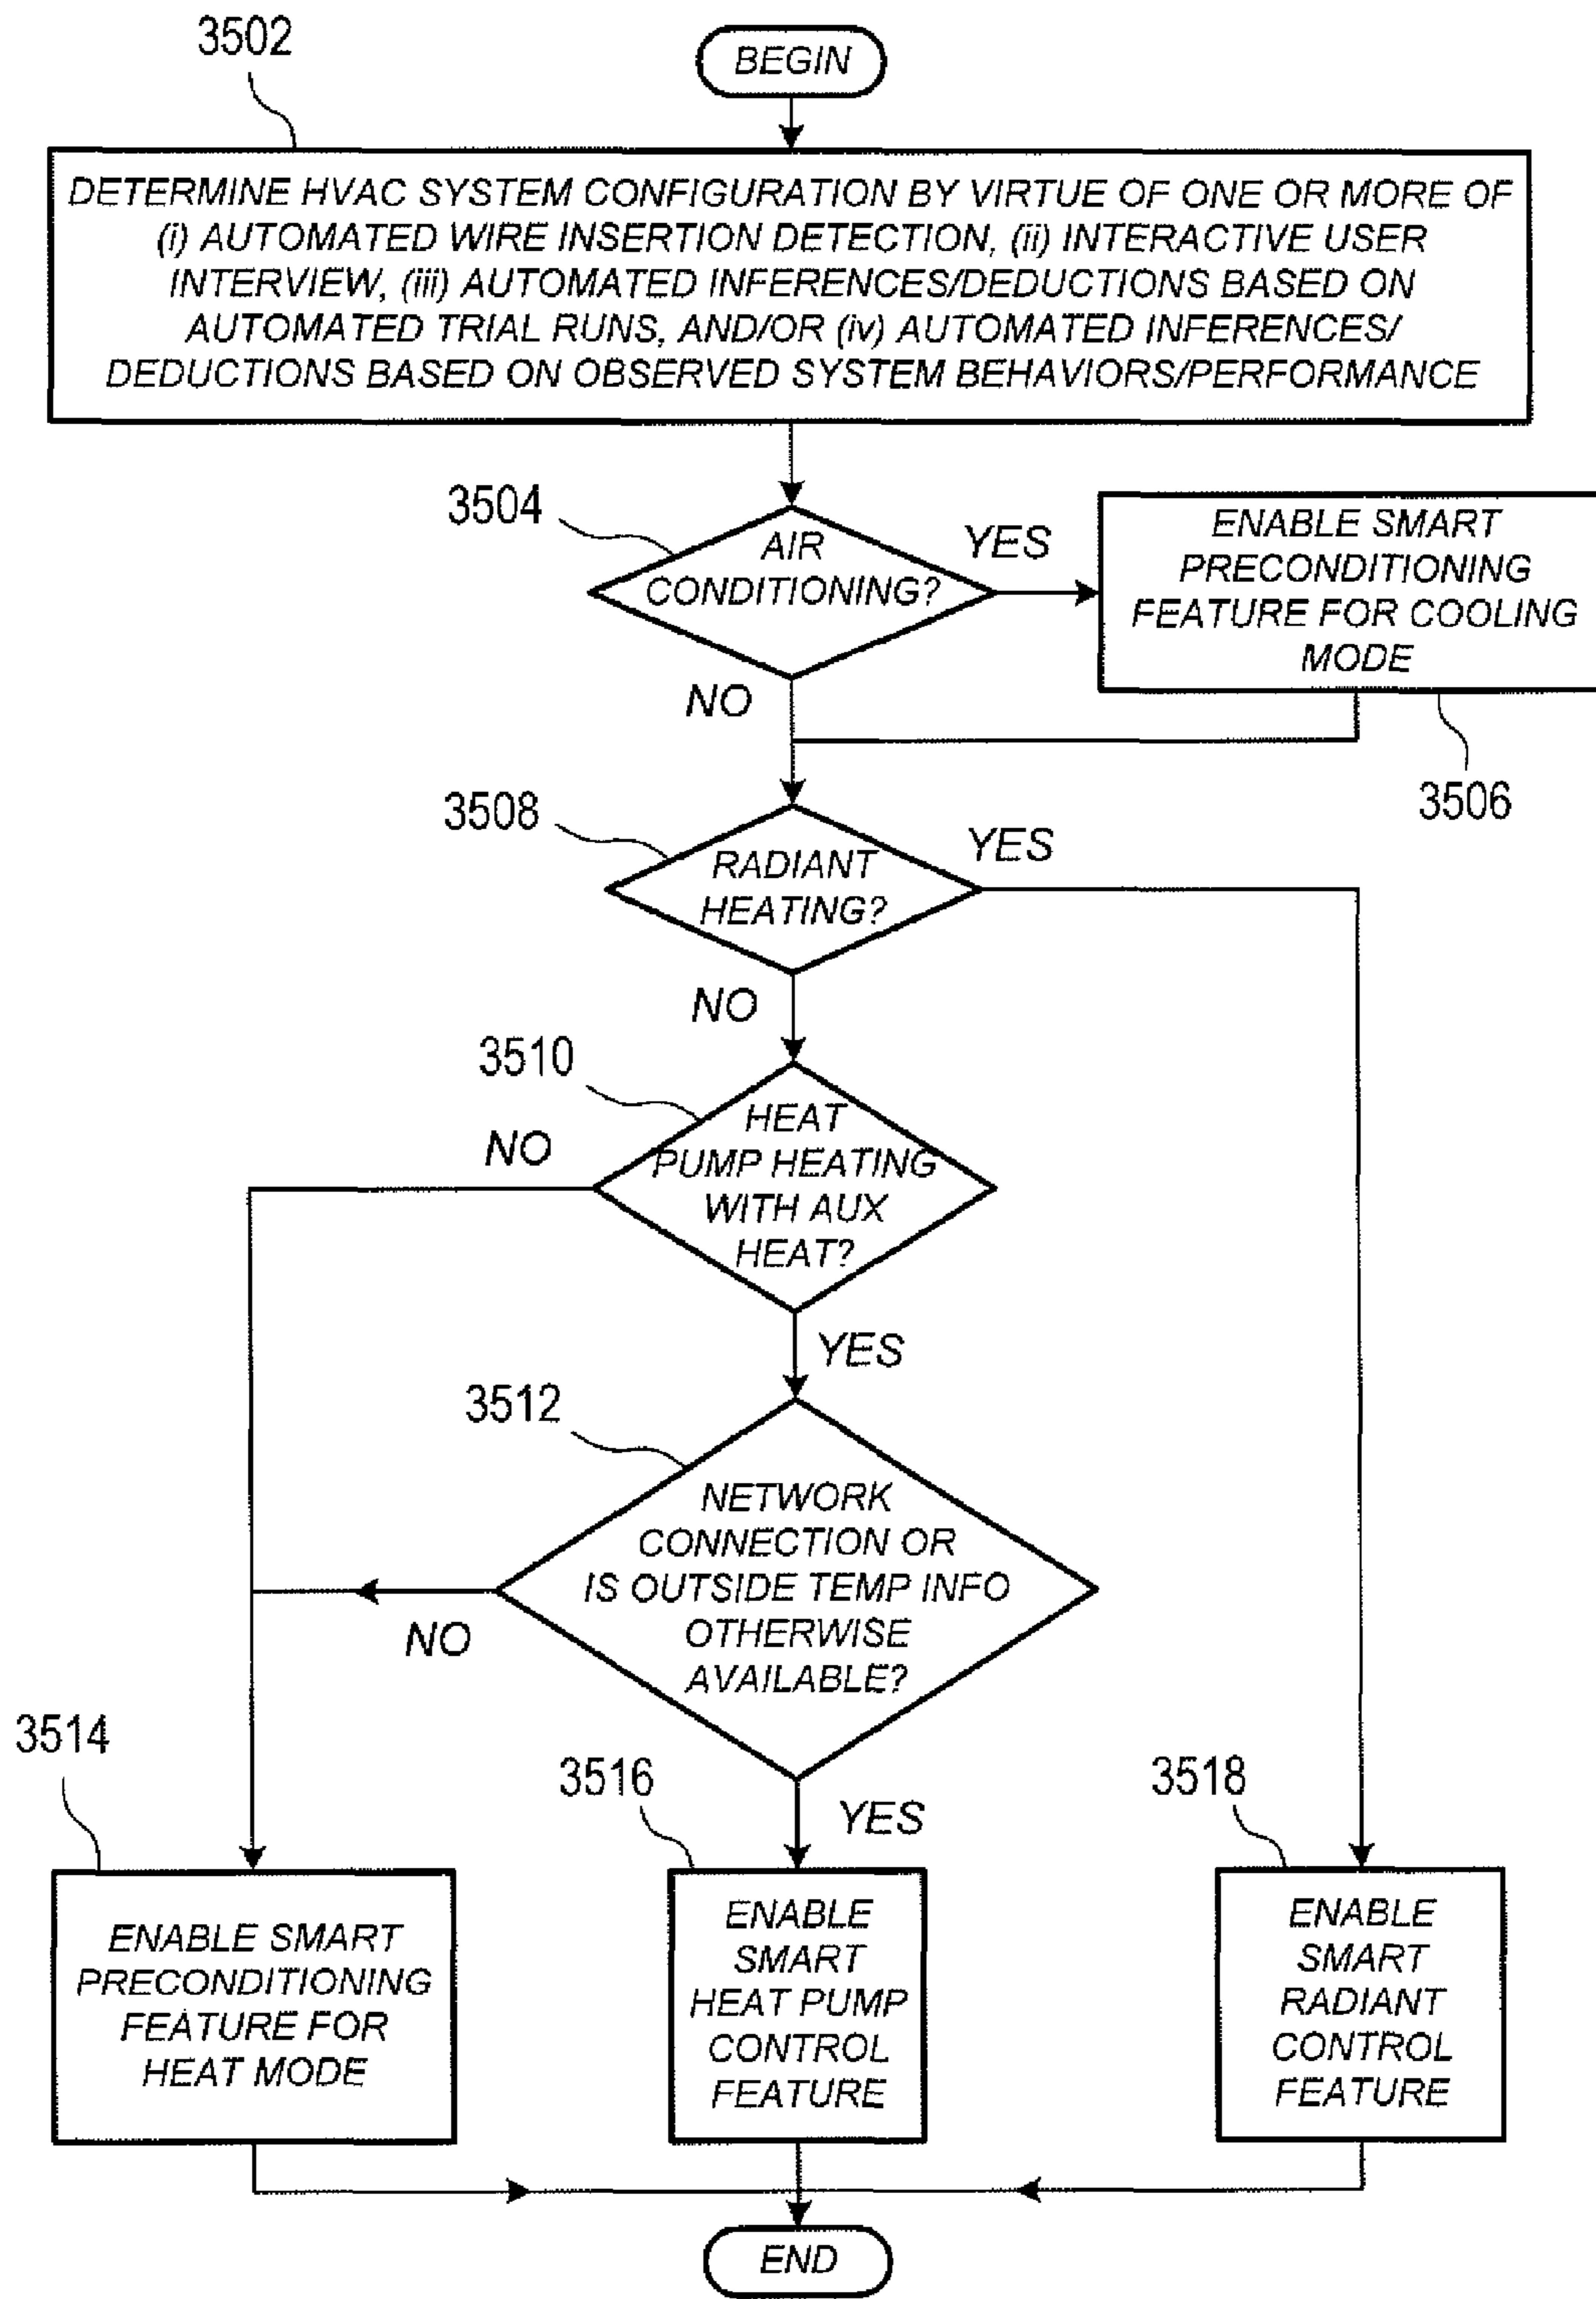 3502
BEGIN
DETERMINE HVAC SYSTEM CONFIGURATION BY VIRTUE OF ONE OR MORE OF
(i) AUTOMATED WIRE INSERTION DETECTION, (ii) INTERACTIVE USER
INTERVIEW, (iii) AUTOMATED INFERENCES/DEDUCTIONS BASED ON
AUTOMATED TRIAL RUNS, AND/OR (iv) AUTOMATED INFERENCES/
DEDUCTIONS BASED ON OBSERVED SYSTEM BEHAVIORS/PERFORMANCE
3504
AIR
CONDITIONING?
YES
NO
ENABLE SMART
PRECONDITIONING
FEATURE FOR COOLING
MODE
3506
3508
RADIANT
HEATING?
YES
NO
3510
HEAT
PUMP HEATING
WITH AUX
HEAT?
NO
YES
3512
NETWORK
CONNECTION OR
IS OUTSIDE TEMP INFO
OTHERWISE
AVAILABLE?
NO
YES
3514
ENABLE SMART
PRECONDITIONING
FEATURE FOR
HEAT MODE
3516
ENABLE
SMART
HEAT PUMP
CONTROL
FEATURE
3518
ENABLE
SMART
RADIANT
CONTROL
FEATURE
END